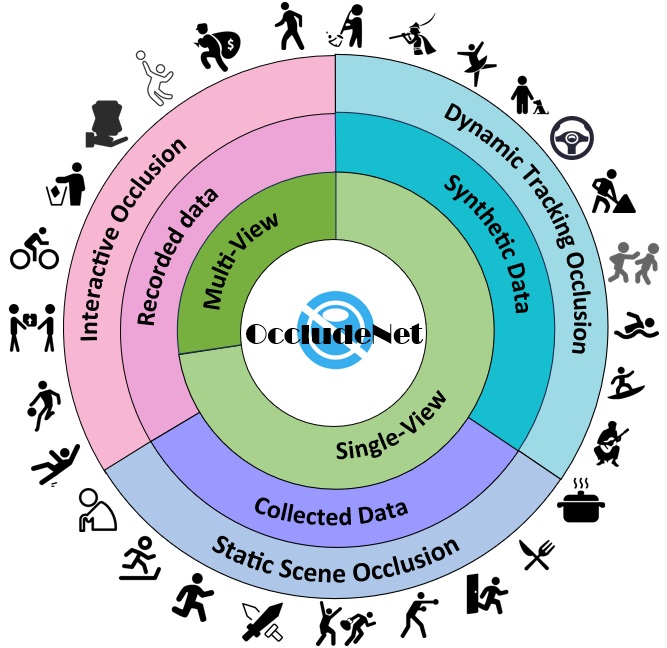 Interactive Occlusion
Dynamic Tracking Occlusion
Recorded data
Synthetic Data
Multi-View
$
OccludeNet
Single-View
Collected Data
Static Scene Occlusion